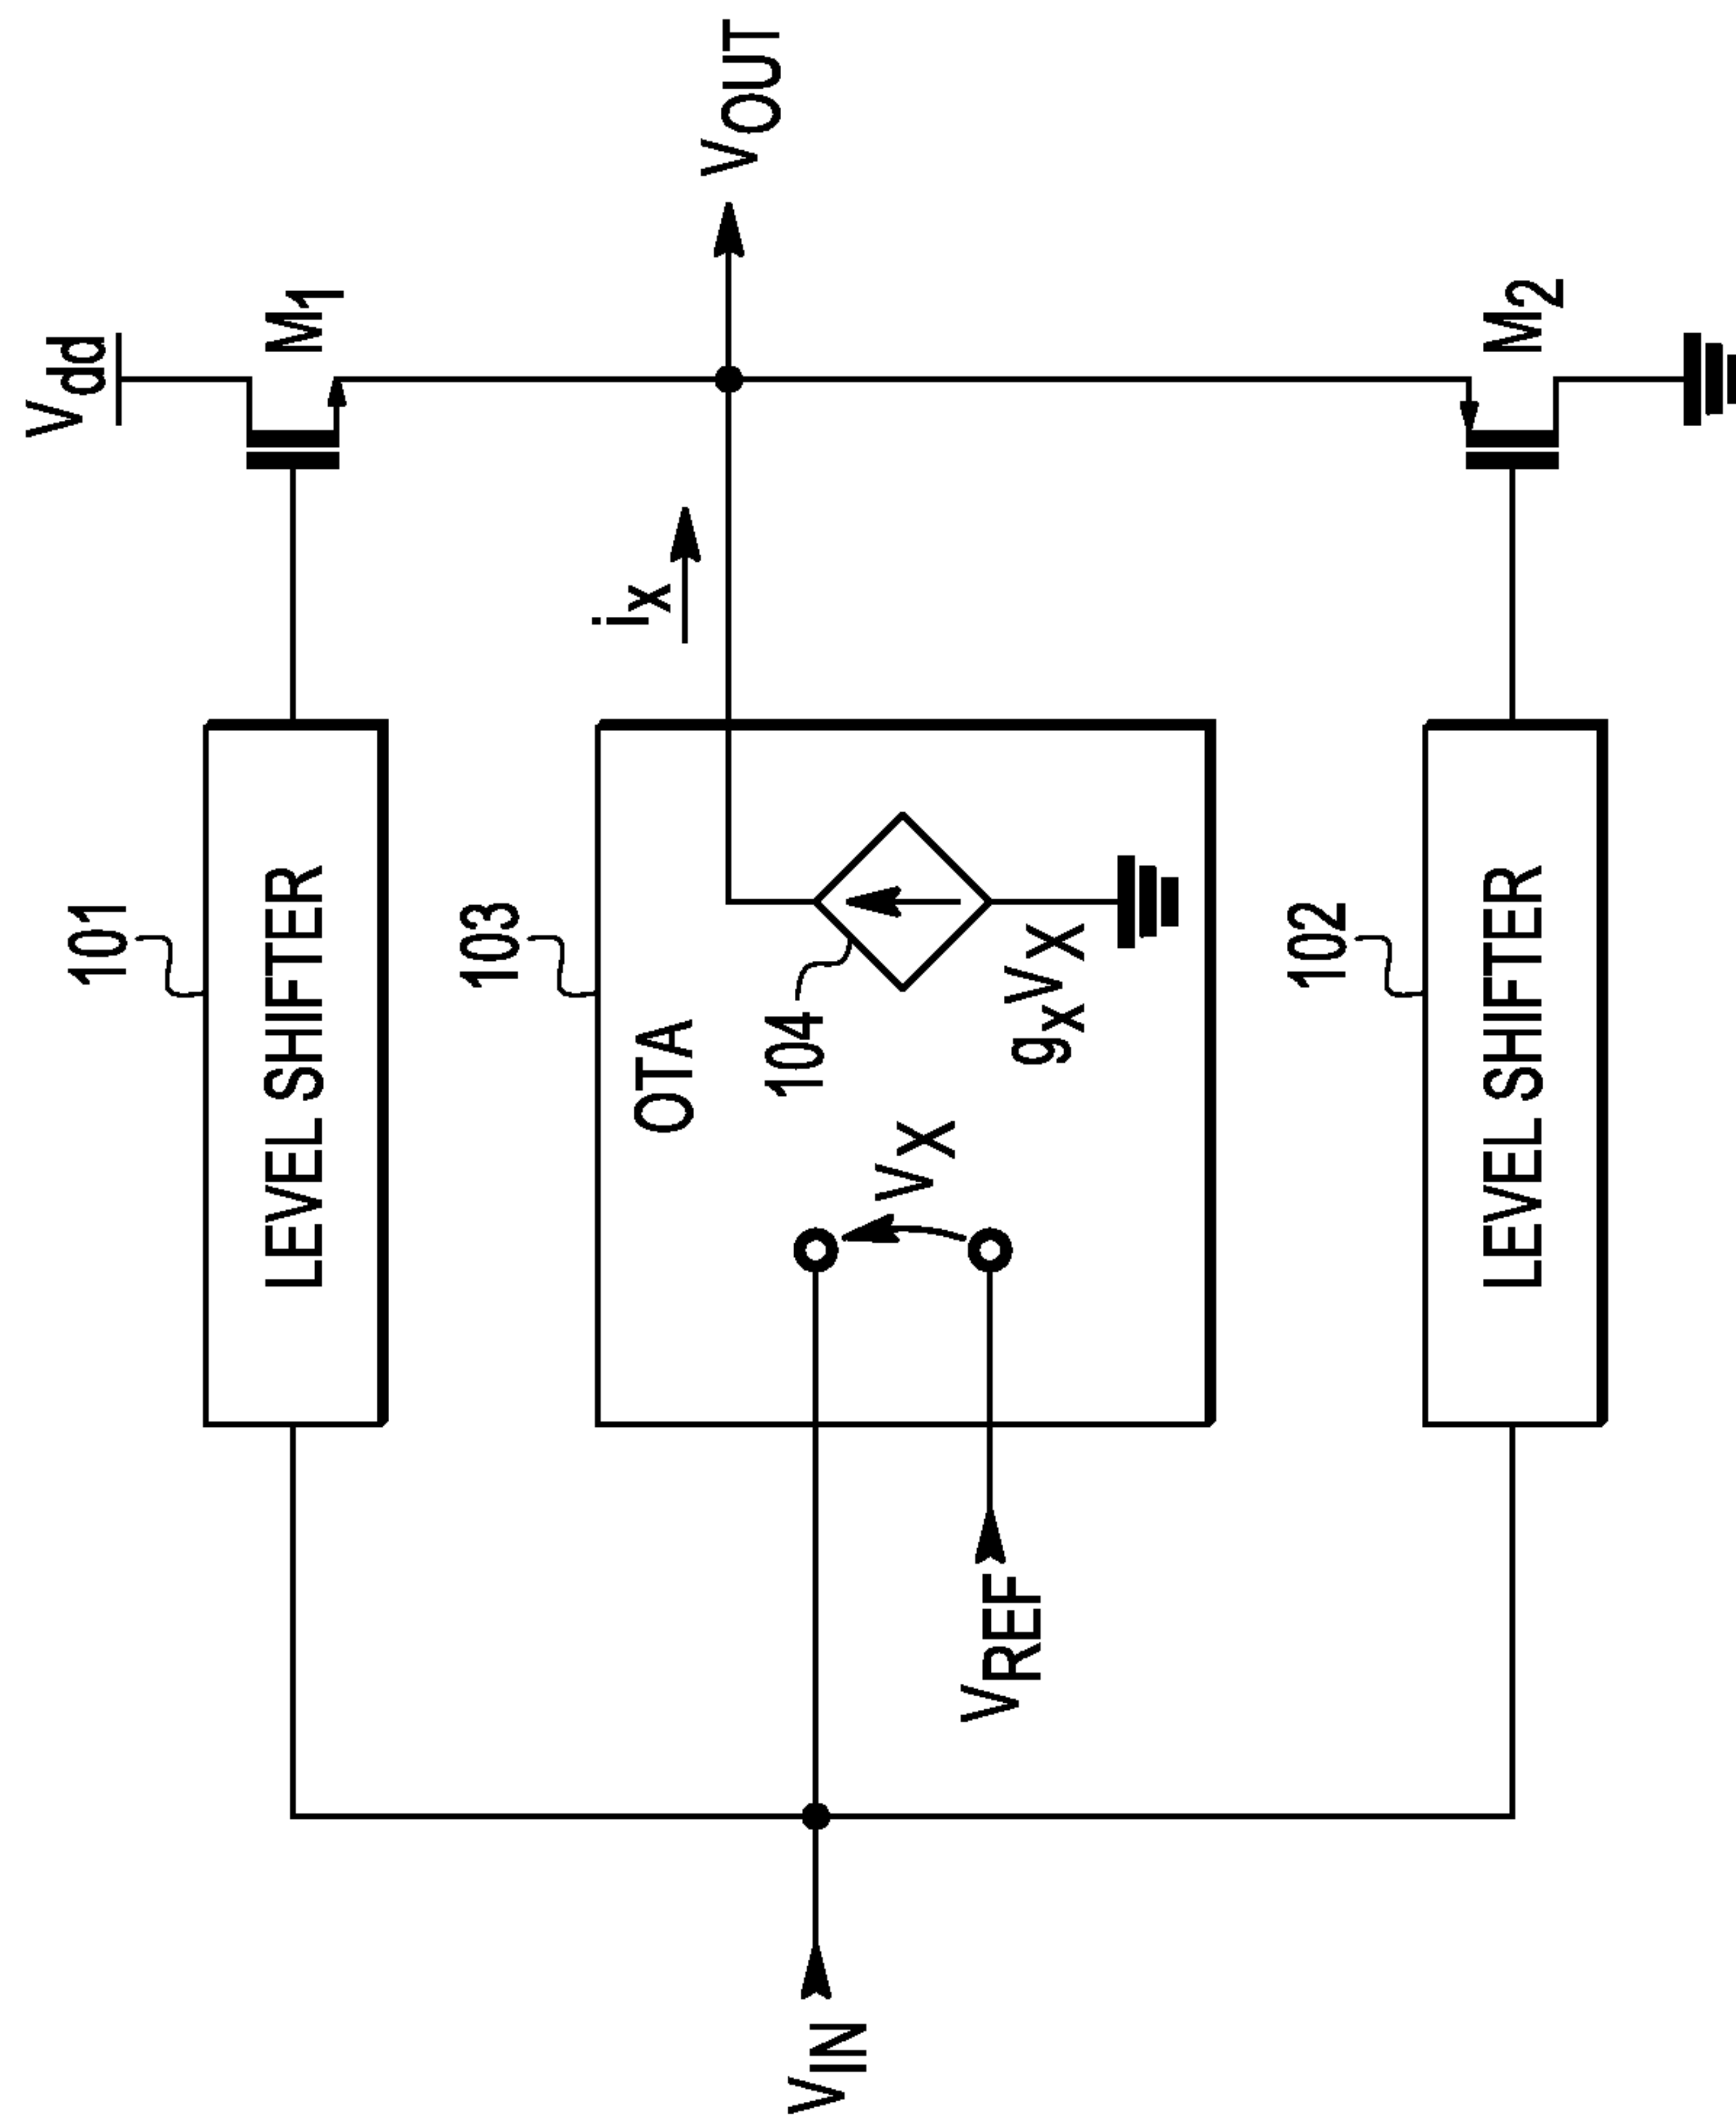 Vdd
M1
101
LEVEL SHIFTER
103
OTA
iX
VOUT
104
VX
gXVX
VIN
VREF
102
LEVEL SHIFTER
M2